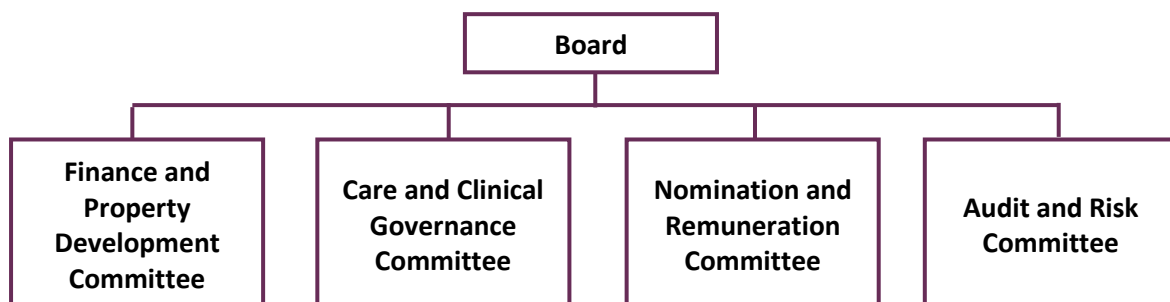 Board
Finance and
Property
Development
Committee
Care and Clinical
Governance
Committee
Nomination and
Remuneration
Committee
Audit and Risk
Committee